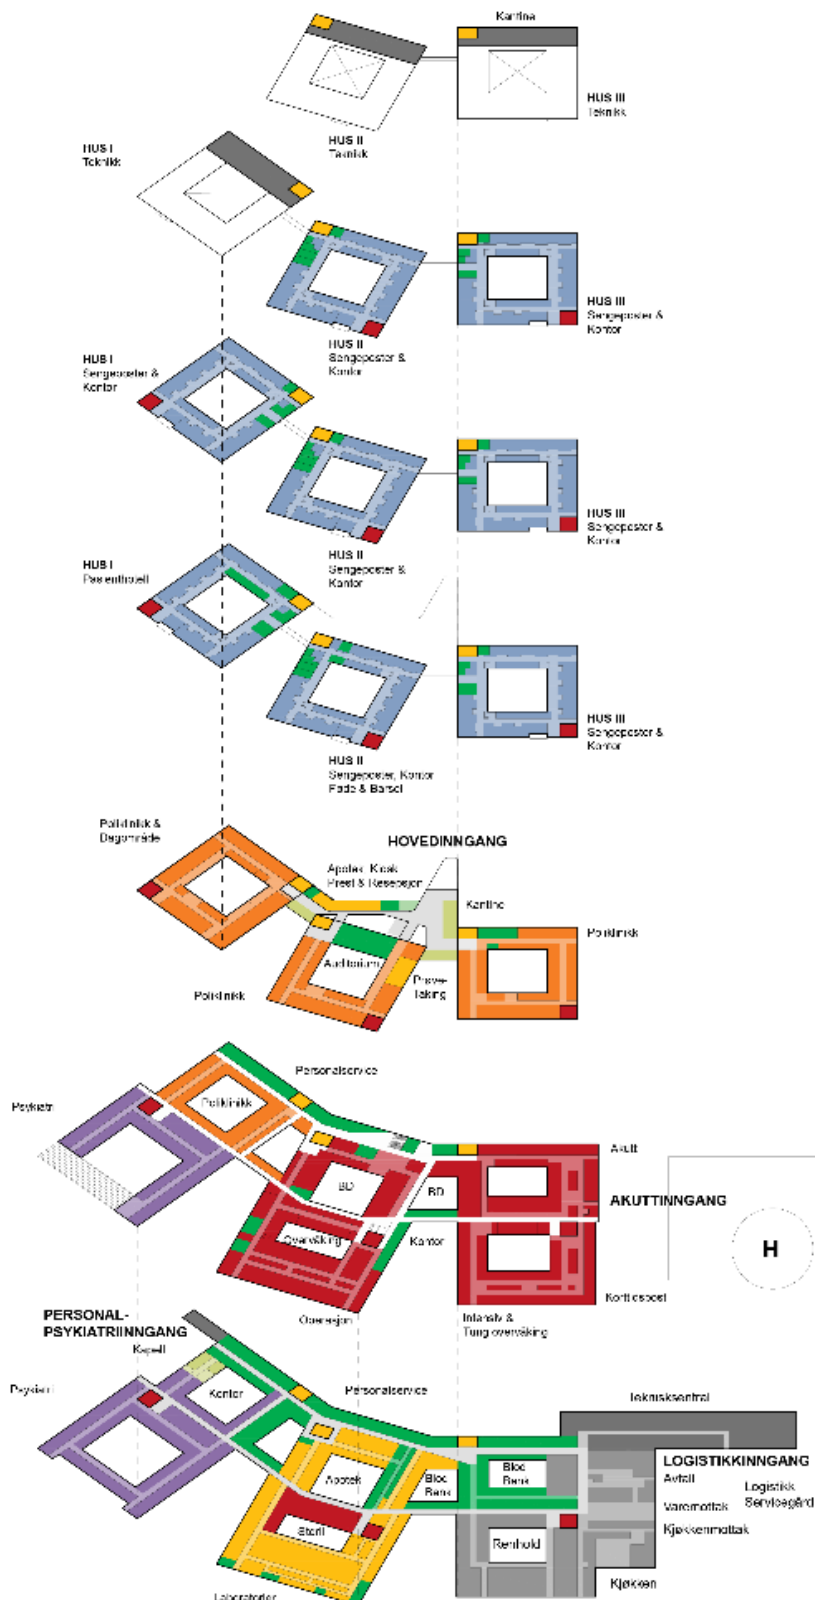 Kantine
HUS III
Teknikk
HUS II
Teknikk
HUS I
Teknikk
HUS III
Sengeposter &
Kontor
HUS II
Sengeposter &
Kontor
HUS I
Sengeposter &
Kontor
HUS III
Sengeposter &
Kontor
HUS II
Sengeposter &
Kontor
HUS I
Pasienthotell
HUS III
Sengeposter &
Kontor
HUS II
Sengeposter, Kontor
Føde & Barsel
Poliklinikk &
Dagområde
HOVEDINNGANG
Apotek, Kiosk
Prest & Resepsjon
Kantine
Poliklinikk
Auditorium
Prøve-
Taking
Poliklinikk
Personalservice
Psykiatri
Poliklinikk
Akutt
BD
BD
AKUTTINNGANG
Overvåking
Kontor
H
Korttidspost
Operasjon
Intensiv &
Tung overvåking
PERSONAL-
PSYKIATRIINNGANG
Kapell
Psykiatri
Kontor
Personalservice
Teknisksentral
LOGISTIKKINNGANG
Avfall
Logistikk
Servicegård
Varemottak
Kjøkkenmottak
Apotek
Blod
Bank
Blod
Bank
Steril
Renhold
Kjøkken
Laboratorier